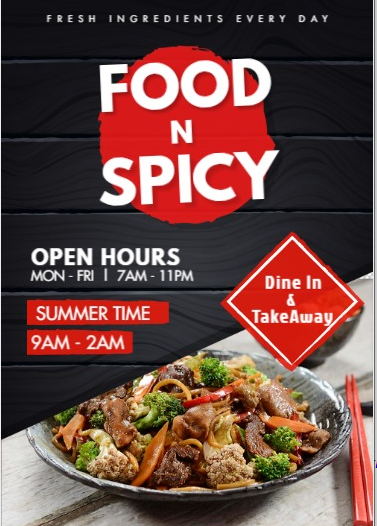 FRESH INGREDIENTS EVERY DAY
FOOD
N
SPICY
OPEN HOURS
MON - FRI | 7AM - 11PM
SUMMER TIME
9AM - 2AM
Dine In
&
TakeAway